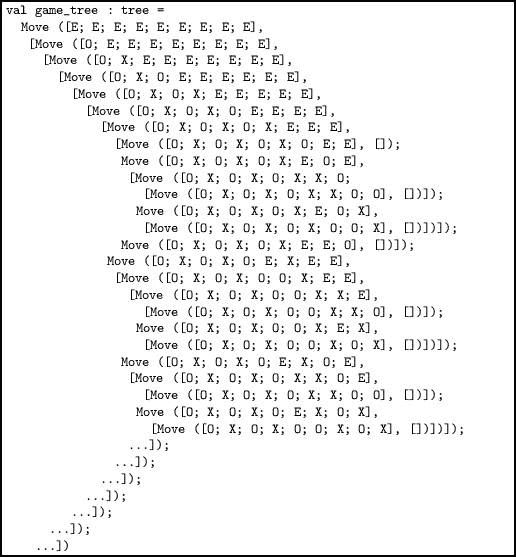 val game_tree : tree =
Move ([E; E; E; E; E; E; E; E; E],
[Move ([O; E; E; E; E; E; E; E; E],
[Move ([O; X; E; E; E; E; E; E; E],
[Move ([O; X; O; E; E; E; E; E; E],
[Move ([O; X; O; X; E; E; E; E; E],
[Move ([O; X; O; X; O; E; E; E; E],
[Move ([O; X; O; X; O; X; E; E; E],
[Move ([O; X; O; X; O; X; O; E; E], []);
Move ([O; X; O; X; O; X; E; O; E],
[Move ([O; X; O; X; O; X; X; O;
[Move ([O; X; O; X; O; X; X; O; O], [])]);
Move ([O; X; O; X; O; X; E; O; X],
[Move ([O; X; O; X; O; X; O; O; X], [])])]);
Move ([O; X; O; X; O; X; E; E; O], [])]);
Move ([O; X; O; X; O; E; X; E; E],
[Move ([O; X; O; X; O; O; X; E; E],
[Move ([O; X; O; X; O; O; X; X; E],
[Move ([O; X; O; X; O; O; X; X; O], [])]);
Move ([O; X; O; X; O; O; X; E; X],
[Move ([O; X; O; X; O; O; X; O; X], [])])]);
Move ([O; X; O; X; O; E; X; O; E],
[Move ([O; X; O; X; O; X; X; O; E],
[Move ([O; X; O; X; O; X; X; O; O], [])]);
Move ([O; X; O; X; O; E; X; O; X],
[Move ([O; X; O; X; O; O; X; O; X], [])])]);
...]);
...]);
...]);
...]);
...]);
...]);
...])